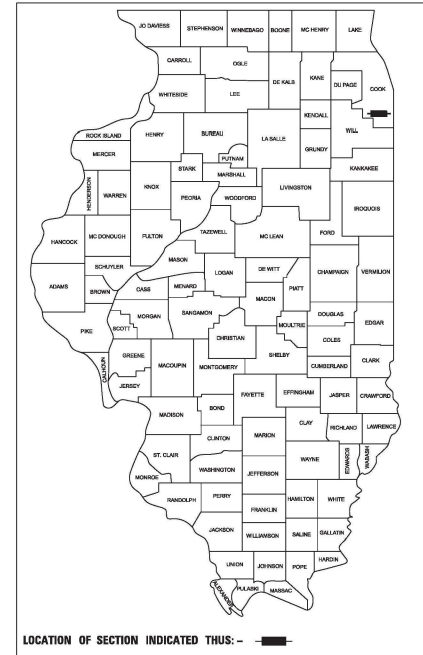 JO DAVIESS
STEPHENSON
WINNEBAGO
BOONE
MC HENRY
LAKE
CARROLL
OGLE
DE KALB
KANE
DU PAGE
COOK
WHITESIDE
LEE
KENDALL
WILL
ROCK ISLAND
HENRY
BUREAU
LA SALLE
GRUNDY
MERCER
PUTNAM
KANKAKEE
STARK
MARSHALL
HENDERSON
WARREN
KNOX
PEORIA
WOODFORD
LIVINGSTON
IROQUOIS
HANCOCK
MC DONOUGH
FULTON
TAZEWELL
MC LEAN
FORD
MASON
SCHUYLER
LOGAN
DE WITT
CHAMPAIGN
VERMILION
ADAMS
BROWN
CASS
MENARD
MACON
PIATT
PIKE
SCOTT
MORGAN
SANGAMON
CHRISTIAN
MOULTRIE
DOUGLAS
EDGAR
COLES
SHELBY
CALHOUN
GREENE
MACOUPIN
MONTGOMERY
CUMBERLAND
CLARK
JERSEY
FAYETTE
EFFINGHAM
JASPER
CRAWFORD
MADISON
BOND
CLAY
RICHLAND
LAWRENCE
CLINTON
MARION
ST. CLAIR
WAYNE
EDWARDS
WABASH
WASHINGTON
JEFFERSON
MONROE
RANDOLPH
PERRY
HAMILTON
WHITE
FRANKLIN
JACKSON
WILLIAMSON
SALINE
GALLATIN
UNION
JOHNSON
POPE
HARDIN
ALEXANDER
PULASKI
MASSAC
LOCATION OF SECTION INDICATED THUS: –